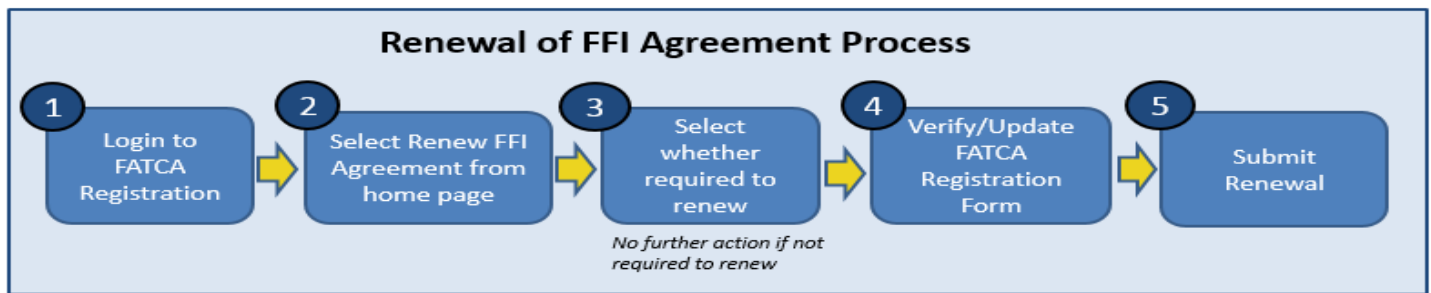 Renewal of FFI Agreement Process
1
Login to
FATCA
Registration
2
Select Renew FFI
Agreement from
home page
3
Select
whether
required to
renew
No further action if not
required to renew
4
Verify/Update
FATCA
Registration
Form
5
Submit
Renewal